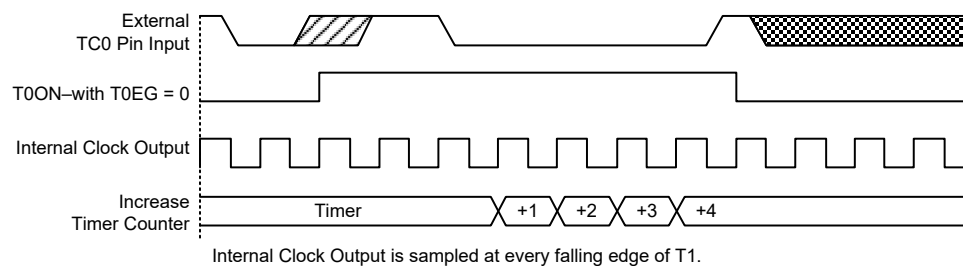 External
TC0 Pin Input
T0ON–with T0EG = 0
Internal Clock Output
Increase
Timer Counter
Timer
+1
+2
+3
+4
Internal Clock Output is sampled at every falling edge of T1.